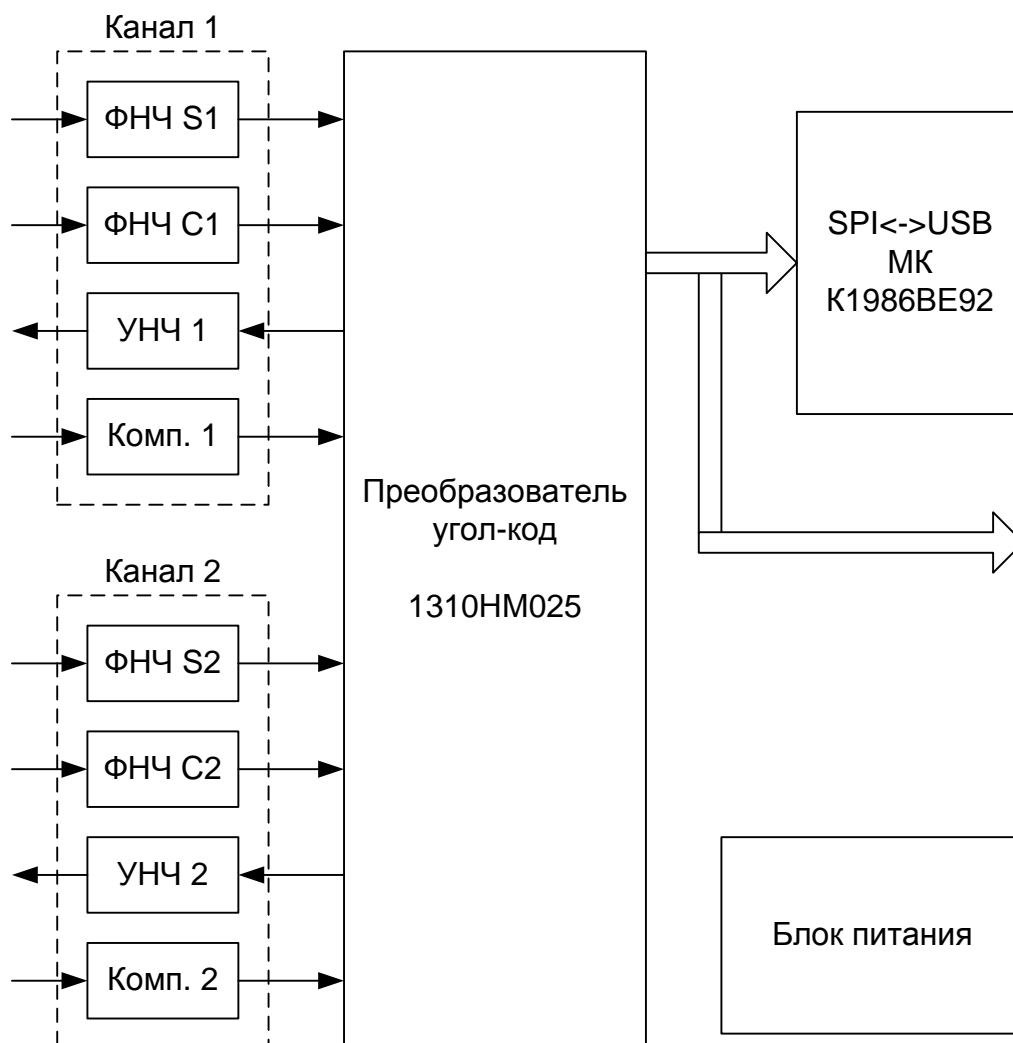 Канал 1
ФНЧ S1
ФНЧ C1
УНЧ 1
Комп. 1
Канал 2
ФНЧ S2
ФНЧ C2
УНЧ 2
Комп. 2
Преобразователь
угол-код
1310НМ025
SPI<->USB
МК
К1986ВЕ92
Блок питания